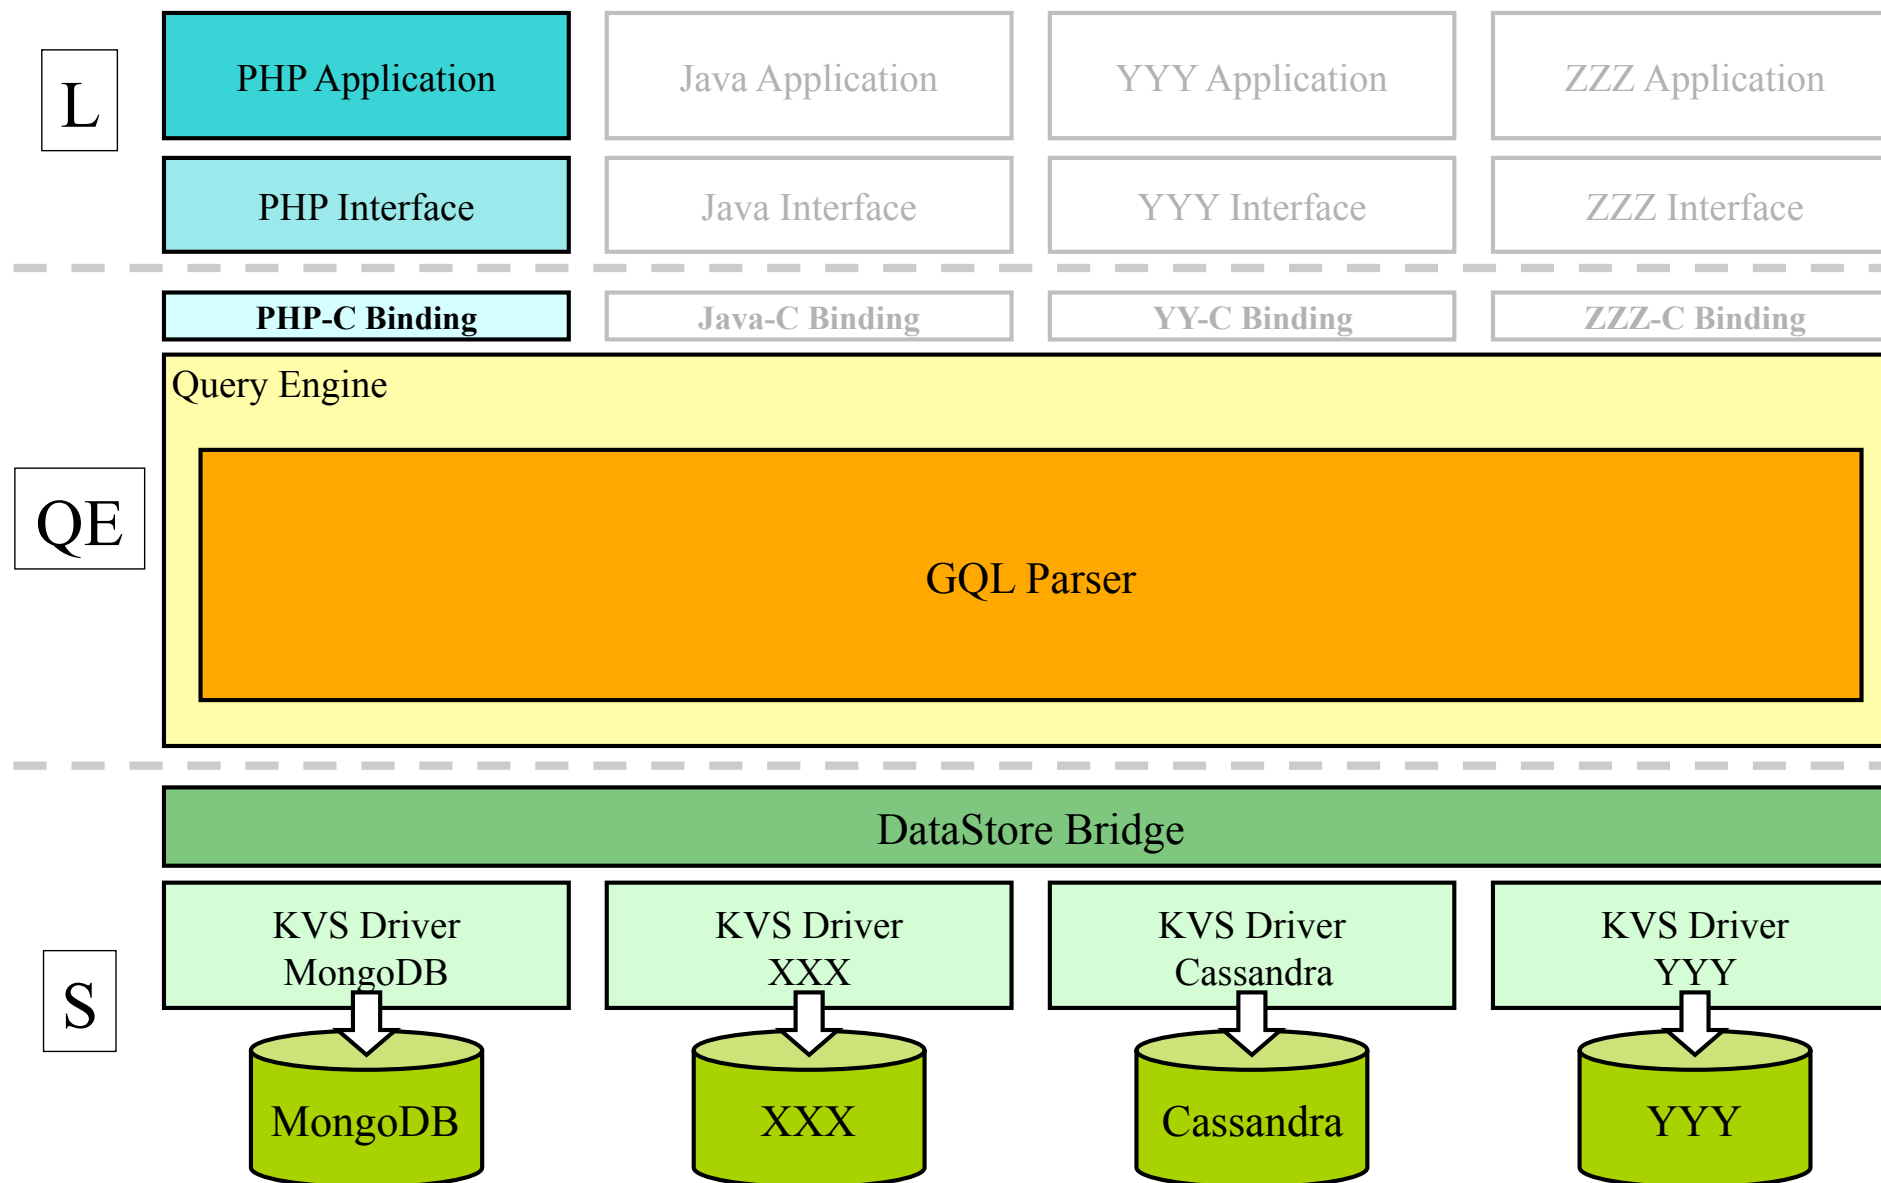 L
PHP Application
Java Application
YYY Application
ZZZ Application
PHP Interface
Java Interface
YYY Interface
ZZZ Interface
PHP-C Binding
Java-C Binding
YY-C Binding
ZZZ-C Binding
Query Engine
QE
GQL Parser
DataStore Bridge
S
KVS Driver
MongoDB
KVS Driver
XXX
KVS Driver
Cassandra
KVS Driver
YYY
MongoDB
XXX
Cassandra
YYY